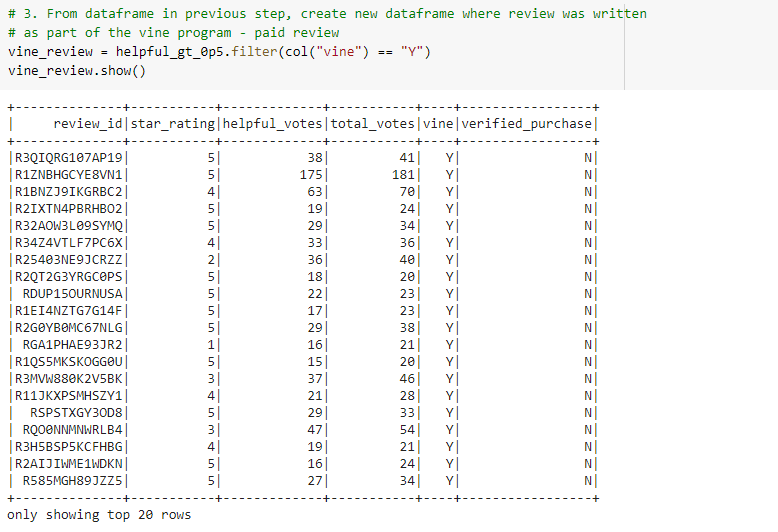 # 3. From dataframe in previous step, create new dataframe where review was written
# as part of the vine program - paid review
vine_review = helpful_gt_0p5.filter(col("vine") == "Y")
vine_review.show()
+--------------+-----------+-------------+-----------+----+-----------------+
|     review_id|star_rating|helpful_votes|total_votes|vine|verified_purchase|
+--------------+-----------+-------------+-----------+----+-----------------+
|R3QIQRG107AP19|          5|           38|         41|   Y|                N|
|R1ZNBHGCYE8VN1|          5|          175|        181|   Y|                N|
|R1BNZJ9IKGRBC2|          4|           63|         70|   Y|                N|
|R2IXTN4PBRHBO2|          5|           19|         24|   Y|                N|
|R32AOW3L09SYMQ|          5|           29|         34|   Y|                N|
|R34Z4VTLF7PC6X|          4|           33|         36|   Y|                N|
|R25403NE9JCRZZ|          2|           36|         40|   Y|                N|
|R2QT2G3YRGC0PS|          5|           18|         20|   Y|                N|
| RDUP15OURNUSA|          5|           22|         23|   Y|                N|
|R1EI4NZTG7G14F|          5|           17|         23|   Y|                N|
|R2G0YB0MC67NLG|          5|           29|         38|   Y|                N|
| RGA1PHAE93JR2|          1|           16|         21|   Y|                N|
|R1QS5MKSKOGG0U|          5|           15|         20|   Y|                N|
|R3MVW880K2V5BK|          3|           37|         46|   Y|                N|
|R11JKXPSMHSZY1|          4|           21|         28|   Y|                N|
|  RSPSTXGY3OD8|          5|           29|         33|   Y|                N|
| RQO0NNMNWRLB4|          3|           47|         54|   Y|                N|
|R3H5BSP5KCFHBG|          4|           19|         21|   Y|                N|
|R2AIJIWME1WDKN|          5|           16|         24|   Y|                N|
| R585MGH89JZZ5|          5|           27|         34|   Y|                N|
+--------------+-----------+-------------+-----------+----+-----------------+
only showing top 20 rows